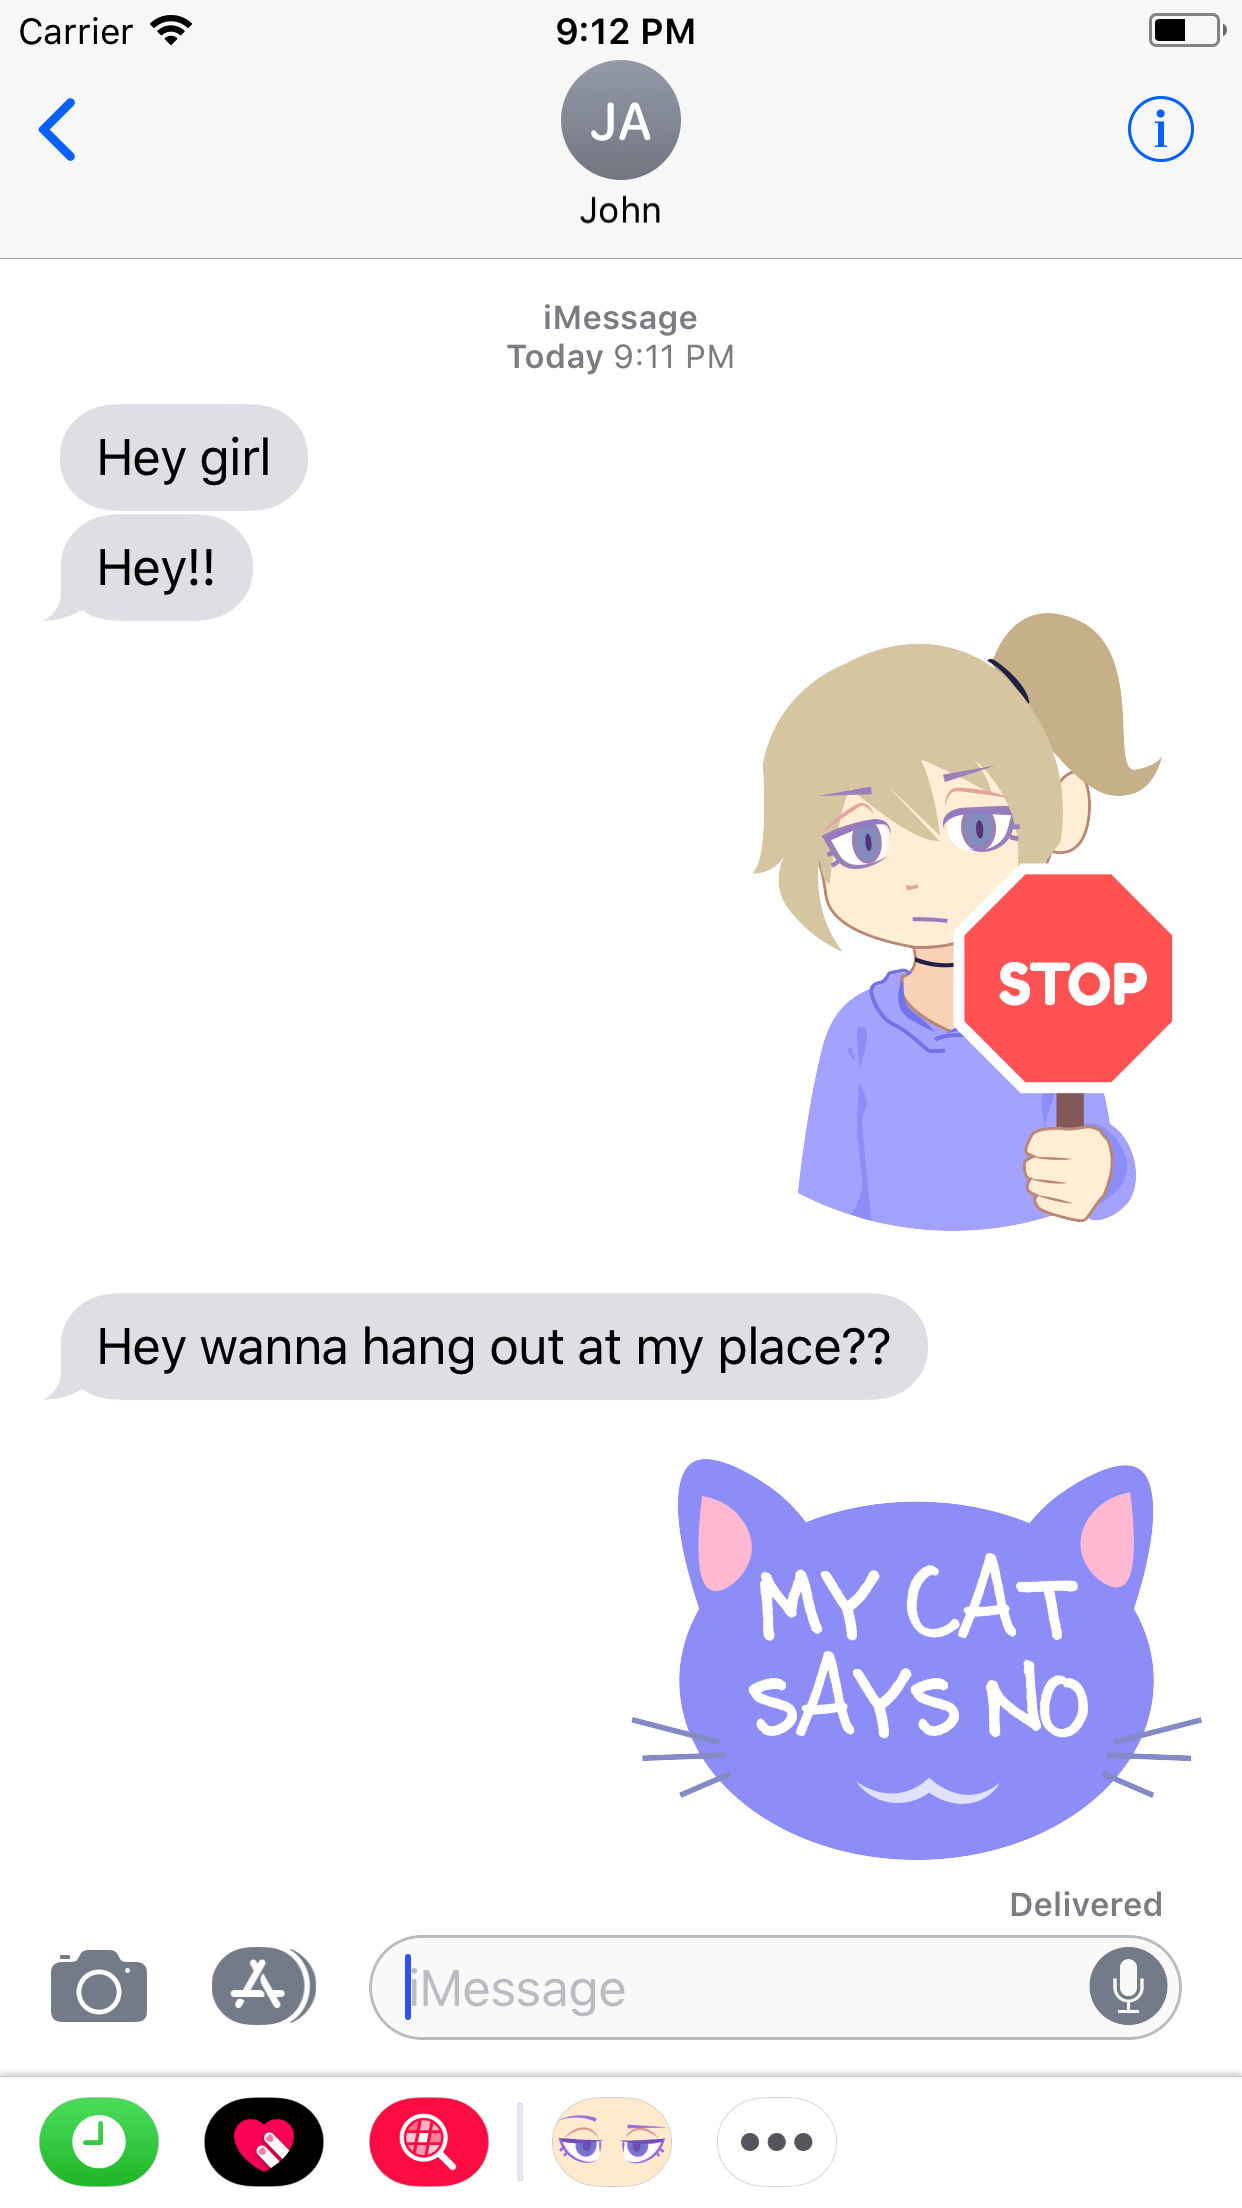 Carrier 9:12 PM
JA
John
iMessage
Today 9:11 PM
Hey girl
Hey!!
STOP
Hey wanna hang out at my place??
MY CAT
SAYS NO
Delivered
iMessage